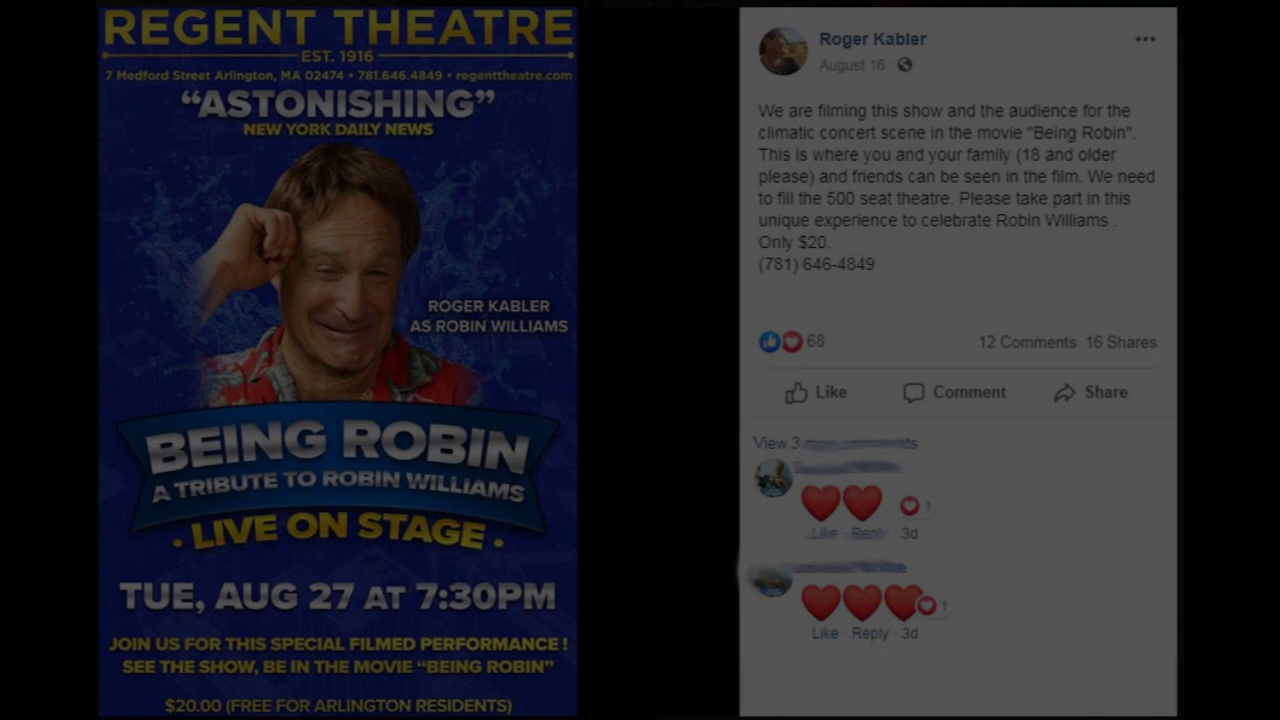 REGENT THEATRE
EST. 1916
7 Medford Street Arlington, MA 02474 • 781.646.4849 • regenttheatre.com
“ASTONISHING”
NEW YORK DAILY NEWS
ROGER KABLER
AS ROBIN WILLIAMS
BEING ROBIN
A TRIBUTE TO ROBIN WILLIAMS
• LIVE ON STAGE •
TUE, AUG 27 AT 7:30PM
JOIN US FOR THIS SPECIAL FILMED PERFORMANCE !
SEE THE SHOW, BE IN THE MOVIE “BEING ROBIN”
$20.00 (FREE FOR ARLINGTON RESIDENTS)
Roger Kabler
August 16 ·
We are filming this show and the audience for the
climatic concert scene in the movie "Being Robin".
This is where you and your family (18 and older
please) and friends can be seen in the film. We need
to fill the 500 seat theatre. Please take part in this
unique experience to celebrate Robin Williams .
Only $20.
(781) 646-4849
68
12 Comments 16 Shares
Like Comment Share
View 3 more comments
1
Like · Reply · 3d
1
Like · Reply · 3d